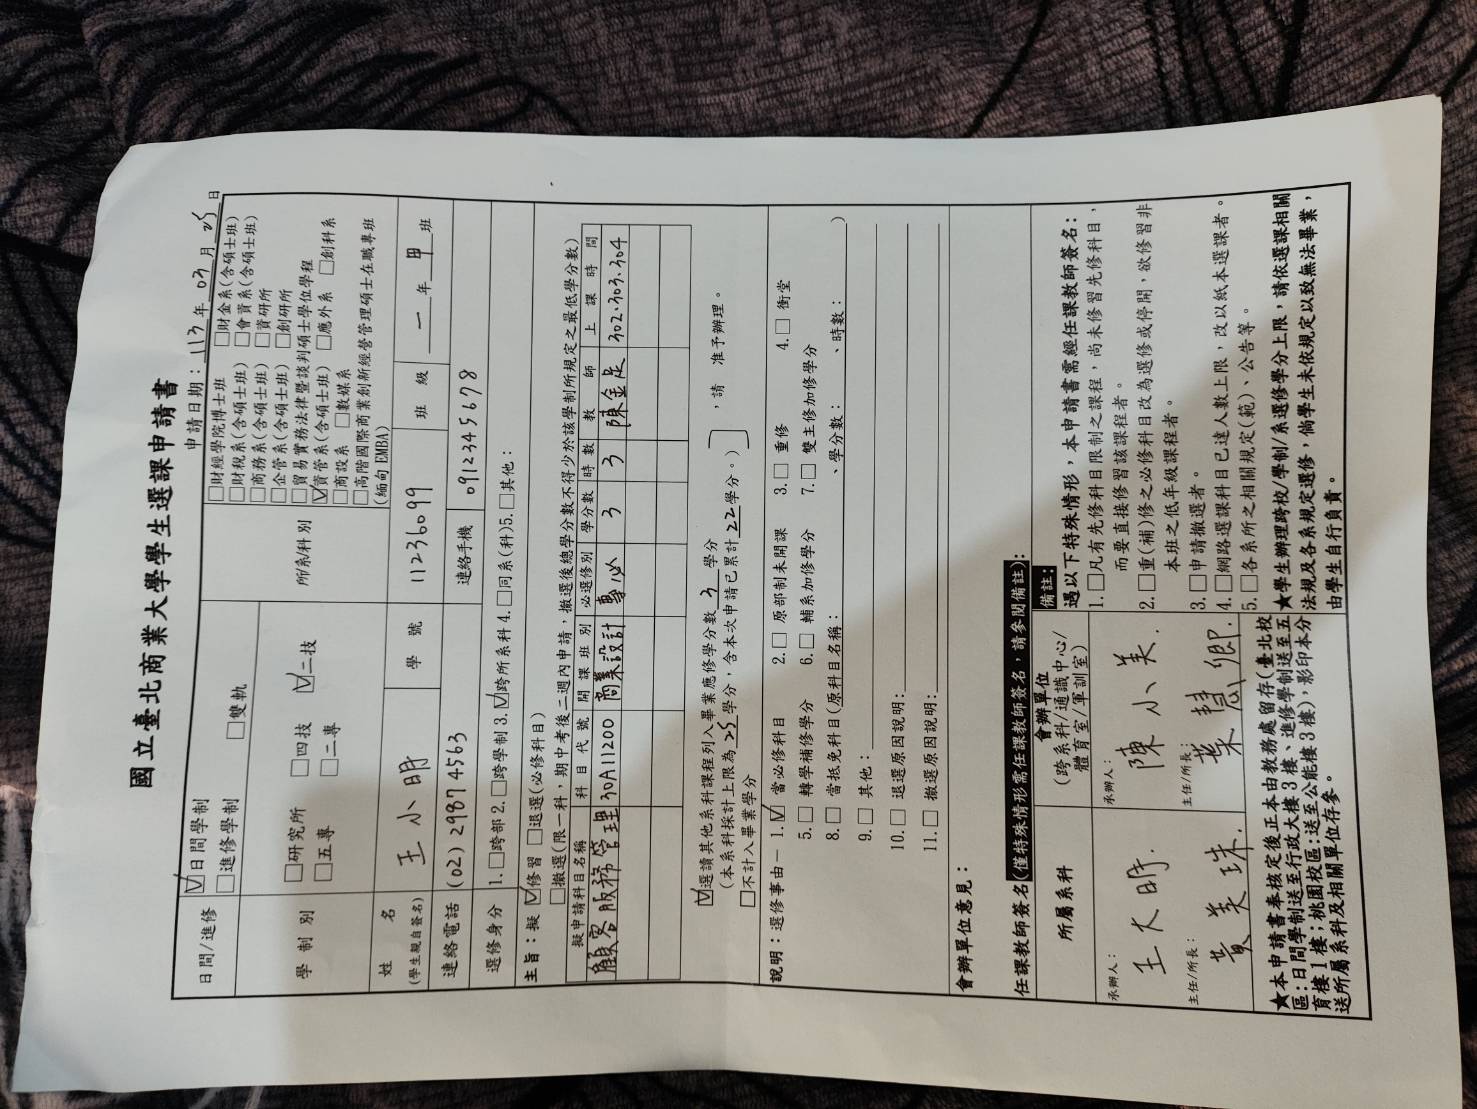 國立臺北商業大學學生選課申請書
申請日期：113年03月25日
日間/進修
☑日間學制
□進修學制 □雙軌
所/系/科別
□財經學院博士班 □財金系(含碩士班)
□財稅系(含碩士班) □會資系(含碩士班)
□商務系(含碩士班) □資研所
□企管系(含碩士班) □創研所
□貿易實務法律暨談判碩士學位學程
☑資管系(含碩士班) □應外系 □創科系
□商設系 □數媒系
□高階國際商業創新經營管理碩士在職專班
(緬甸 EMBA)
學制別
□研究所 □四技 ☑二技
□五專 □二專
姓名
(學生親自簽名)
王小明
學號
11236099
班級
一年甲班
連絡電話
(02) 29874563
連絡手機
0912345678
選修身分
1.□跨部 2.□跨學制 3.☑跨所系科 4.□同系(科) 5.□其他：
主旨：擬 ☑修習 □退選(必修科目)
□撤選(限一科，期中考後二週內申請，撤選後總學分數不得少於該學制所規定之最低學分數)
擬申請科目名稱 科目代號 開課班別 必選修別 學分數 時數 教師 上課時間
顧客服務管理 30A11200 商業設計 專必 3 3 陳金足 302.303.304
☑選讀其他系科課程列入畢業應修學分數 3 學分
(本系科採計上限為 25 學分，含本次申請已累計 22 學分。) ，請 准予辦理。
□不計入畢業學分
說明：選修事由－ 1.☑ 當必修科目 2.□ 原部制未開課 3.□ 重修 4.□ 衝堂
5.□ 轉學補修學分 6.□ 輔系加修學分 7.□ 雙主修加修學分
8.□ 當抵免科目(原科目名稱： 、學分數： 、時數： )
9.□ 其他：
10.□ 退選原因說明：
11.□ 撤選原因說明：
會辦單位意見：
任課教師簽名(僅特殊情形需任課教師簽名，請參閱備註)：
所屬系科
會辦單位
(跨系科/通識中心/
體育室/軍訓室)
承辦人：
王大明.
主任/所長：
黃美珠.
承辦人：
陳小美.
主任/所長：
葉慧卿.
備註：
遇以下特殊情形，本申請書需經任課教師簽名：
1.□凡有先修科目限制之課程，尚未修習先修科目，
而要直接修習該課程者。
2.□重(補)修之必修科目改為選修或停開，欲修習非
本班之低年級課程者。
3.□申請撤選者。
4.□網路選課科目已達人數上限，改以紙本選課者。
5.□各系所之相關規定(範)、公告等。
★本申請書奉核定後正本由教務處留存(臺北校
區:日間學制送至行政大樓3樓、進修學制送至五
育樓1樓;桃園校區:送至公能樓3樓)，影印本分
送所屬系科及相關單位存參。
★學生辦理跨校/學制/系選修學分上限，請依選課相關
法規及各系規定選修，倘學生未依規定以致無法畢業，
由學生自行負責。